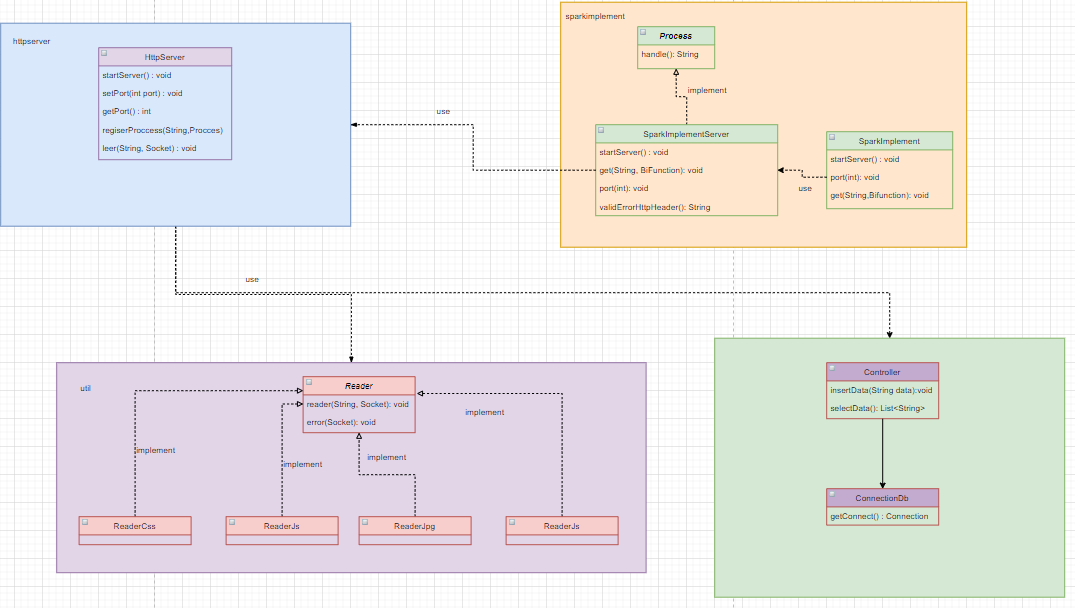 httpserver
HttpServer
startServer() : void
setPort(int port) : void
getPort() : int
regiserProccess(String,Procces)
leer(String, Socket) : void
use
sparkimplement
Process
handle(): String
implement
SparkImplementServer
startServer() : void
get(String, BiFunction): void
port(int): void
validErrorHttpHeader(): String
use
SparkImplement
startServer() : void
port(int): void
get(String,Bifunction): void
use
util
Reader
reader(String, Socket): void
error(Socket): void
implement
implement
implement
implement
ReaderCss
ReaderJs
ReaderJpg
ReaderJs
Controller
insertData(String data):void
selectData(): List<String>
ConnectionDb
getConnect() : Connection